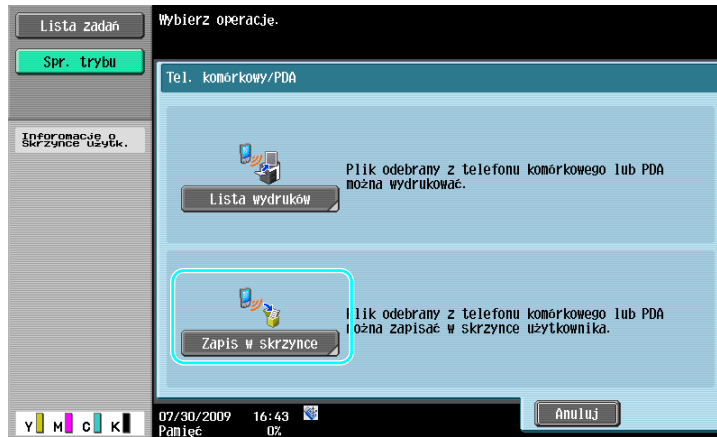 Lista zadań
Wybierz operację.
Spr. trybu
Tel. komórkowy/PDA
Inforomacje o
Skrzynce użytk.
Plik odebrany z telefonu komórkowego lub PDA
można wydrukować.
Lista wydruków
Plik odebrany z telefonu komórkowego lub PDA
można zapisać w skrzynce użytkownika.
Zapis w skrzynce
Y M C K
07/30/2009 16:43
Pamięć 0%
Anuluj